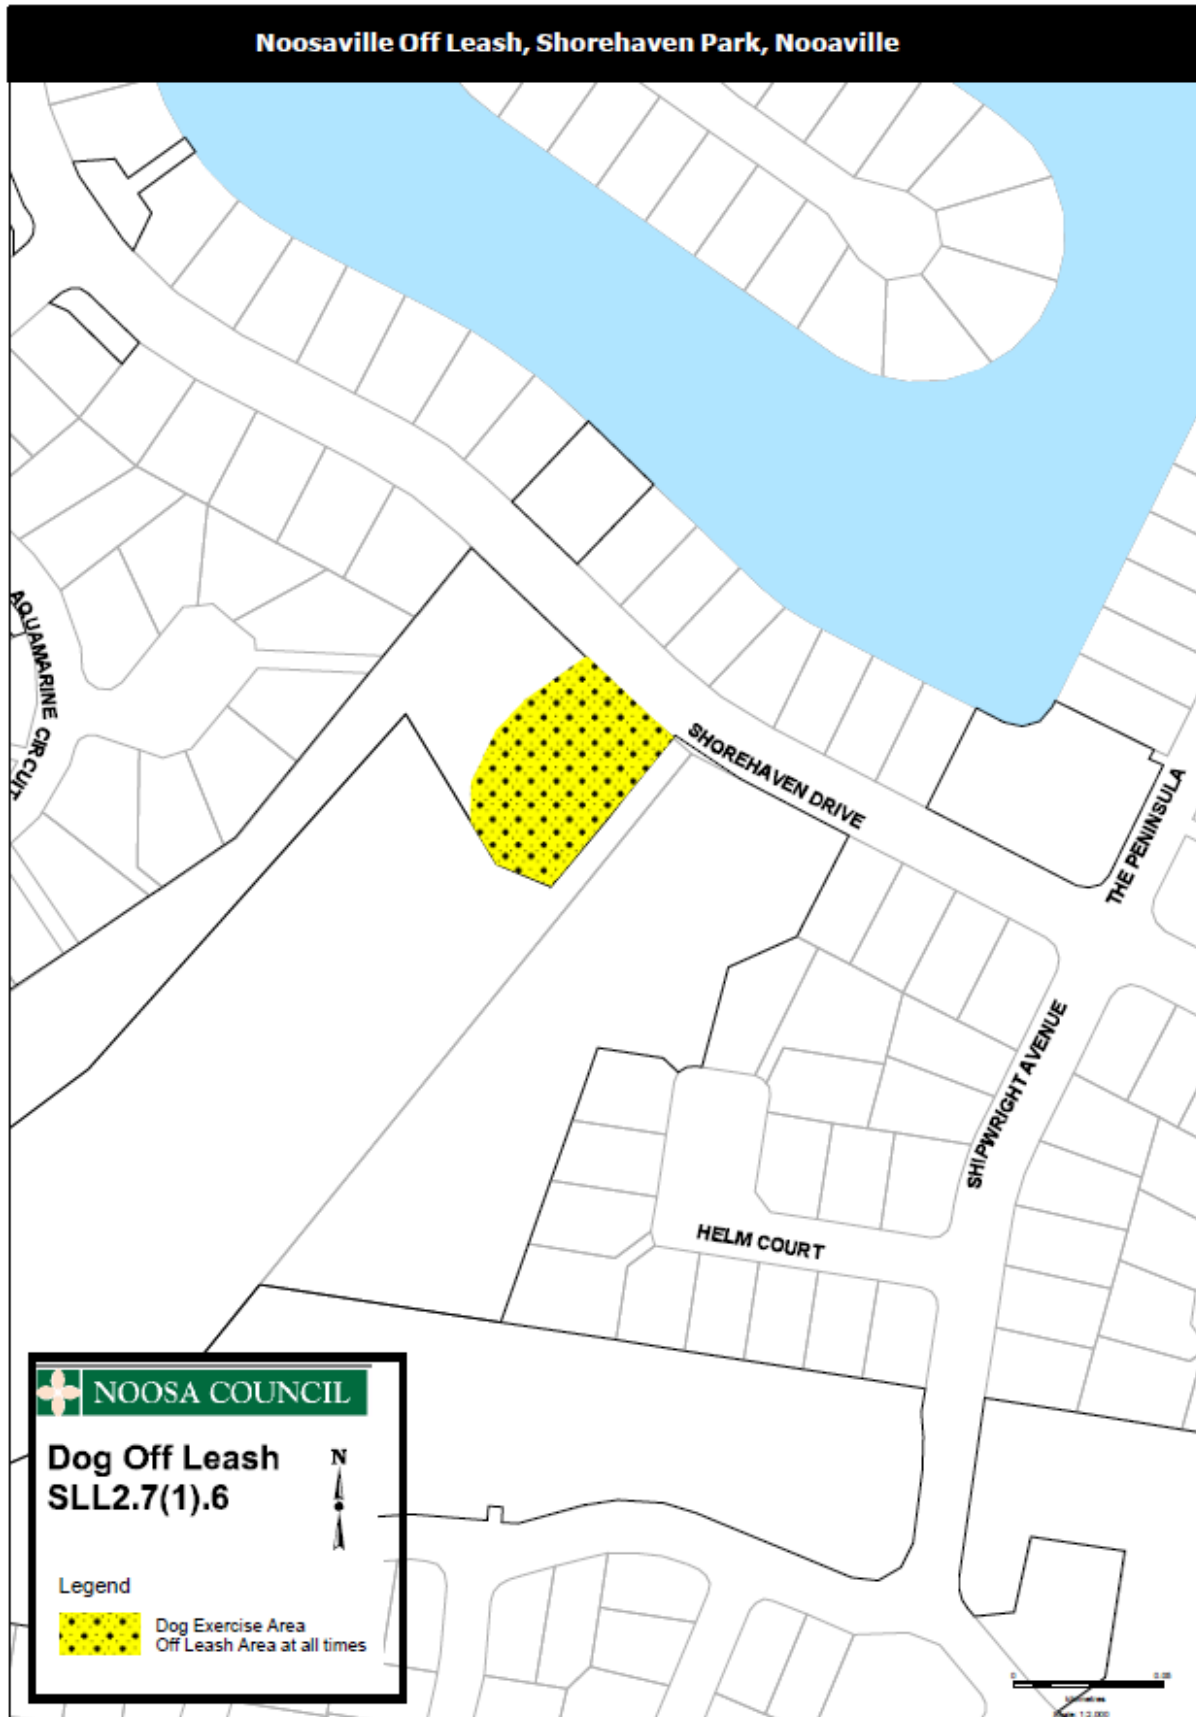 Noosaville Off Leash, Shorehaven Park, Nooaville
AQUAMARINE CIRCUIT
SHOREHAVEN DRIVE
THE PENINSULA
SHIPWRIGHT AVENUE
HELM COURT
NOOSA COUNCIL
Dog Off Leash
SLL2.7(1).6
N
Legend
Dog Exercise Area
Off Leash Area at all times
0